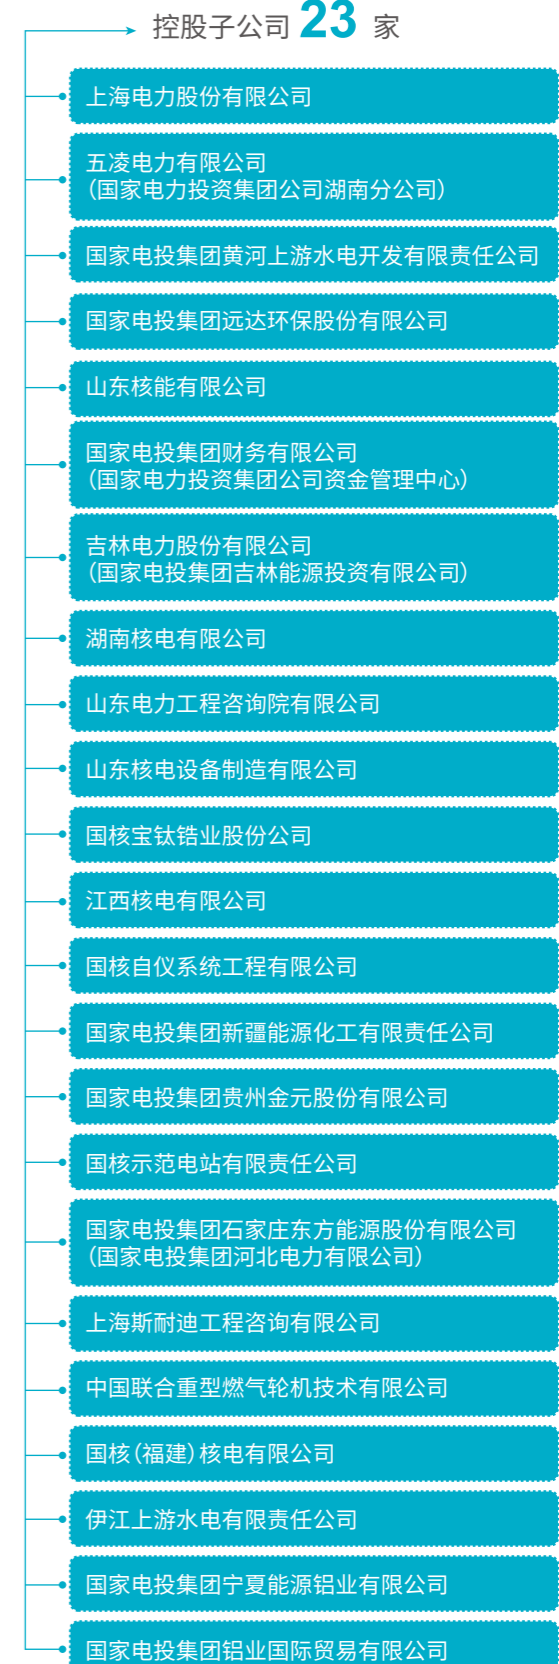 控股子公司 23 家
上海电力股份有限公司
五凌电力有限公司
（国家电力投资集团公司湖南分公司）
国家电投集团黄河上游水电开发有限责任公司
国家电投集团远达环保股份有限公司
山东核能有限公司
国家电投集团财务有限公司
（国家电力投资集团公司资金管理中心）
吉林电力股份有限公司
（国家电投集团吉林能源投资有限公司）
湖南核电有限公司
山东电力工程咨询院有限公司
山东核电设备制造有限公司
国核宝钛锆业股份公司
江西核电有限公司
国核自仪系统工程有限公司
国家电投集团新疆能源化工有限责任公司
国家电投集团贵州金元股份有限公司
国核示范电站有限责任公司
国家电投集团石家庄东方能源股份有限公司
（国家电投集团河北电力有限公司）
上海斯耐迪工程咨询有限公司
中国联合重型燃气轮机技术有限公司
国核（福建）核电有限公司
伊江上游水电有限责任公司
国家电投集团宁夏能源铝业有限公司
国家电投集团铝业国际贸易有限公司